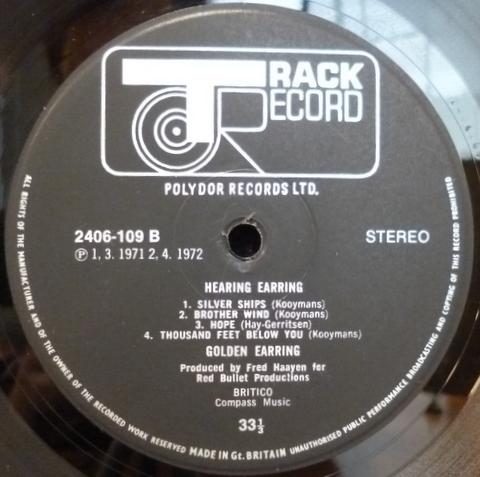 TRACK
RECORD
POLYDOR RECORDS LTD.
2406-109 B
STEREO
Ⓟ 1, 3. 1971 2, 4. 1972
HEARING EARRING
1. SILVER SHIPS (Kooymans)
2. BROTHER WIND (Kooymans)
3. HOPE (Hay-Gerritsen)
4. THOUSAND FEET BELOW YOU (Kooymans)
GOLDEN EARRING
Produced by Fred Haayen for
Red Bullet Productions
BRITICO
Compass Music
33⅓
ALL RIGHTS OF THE MANUFACTURER AND OF THE OWNER OF THE RECORDED WORK RESERVED MADE IN Gt. BRITAIN UNAUTHORISED PUBLIC PERFORMANCE BROADCASTING AND COPYING OF THIS RECORD PROHIBITED